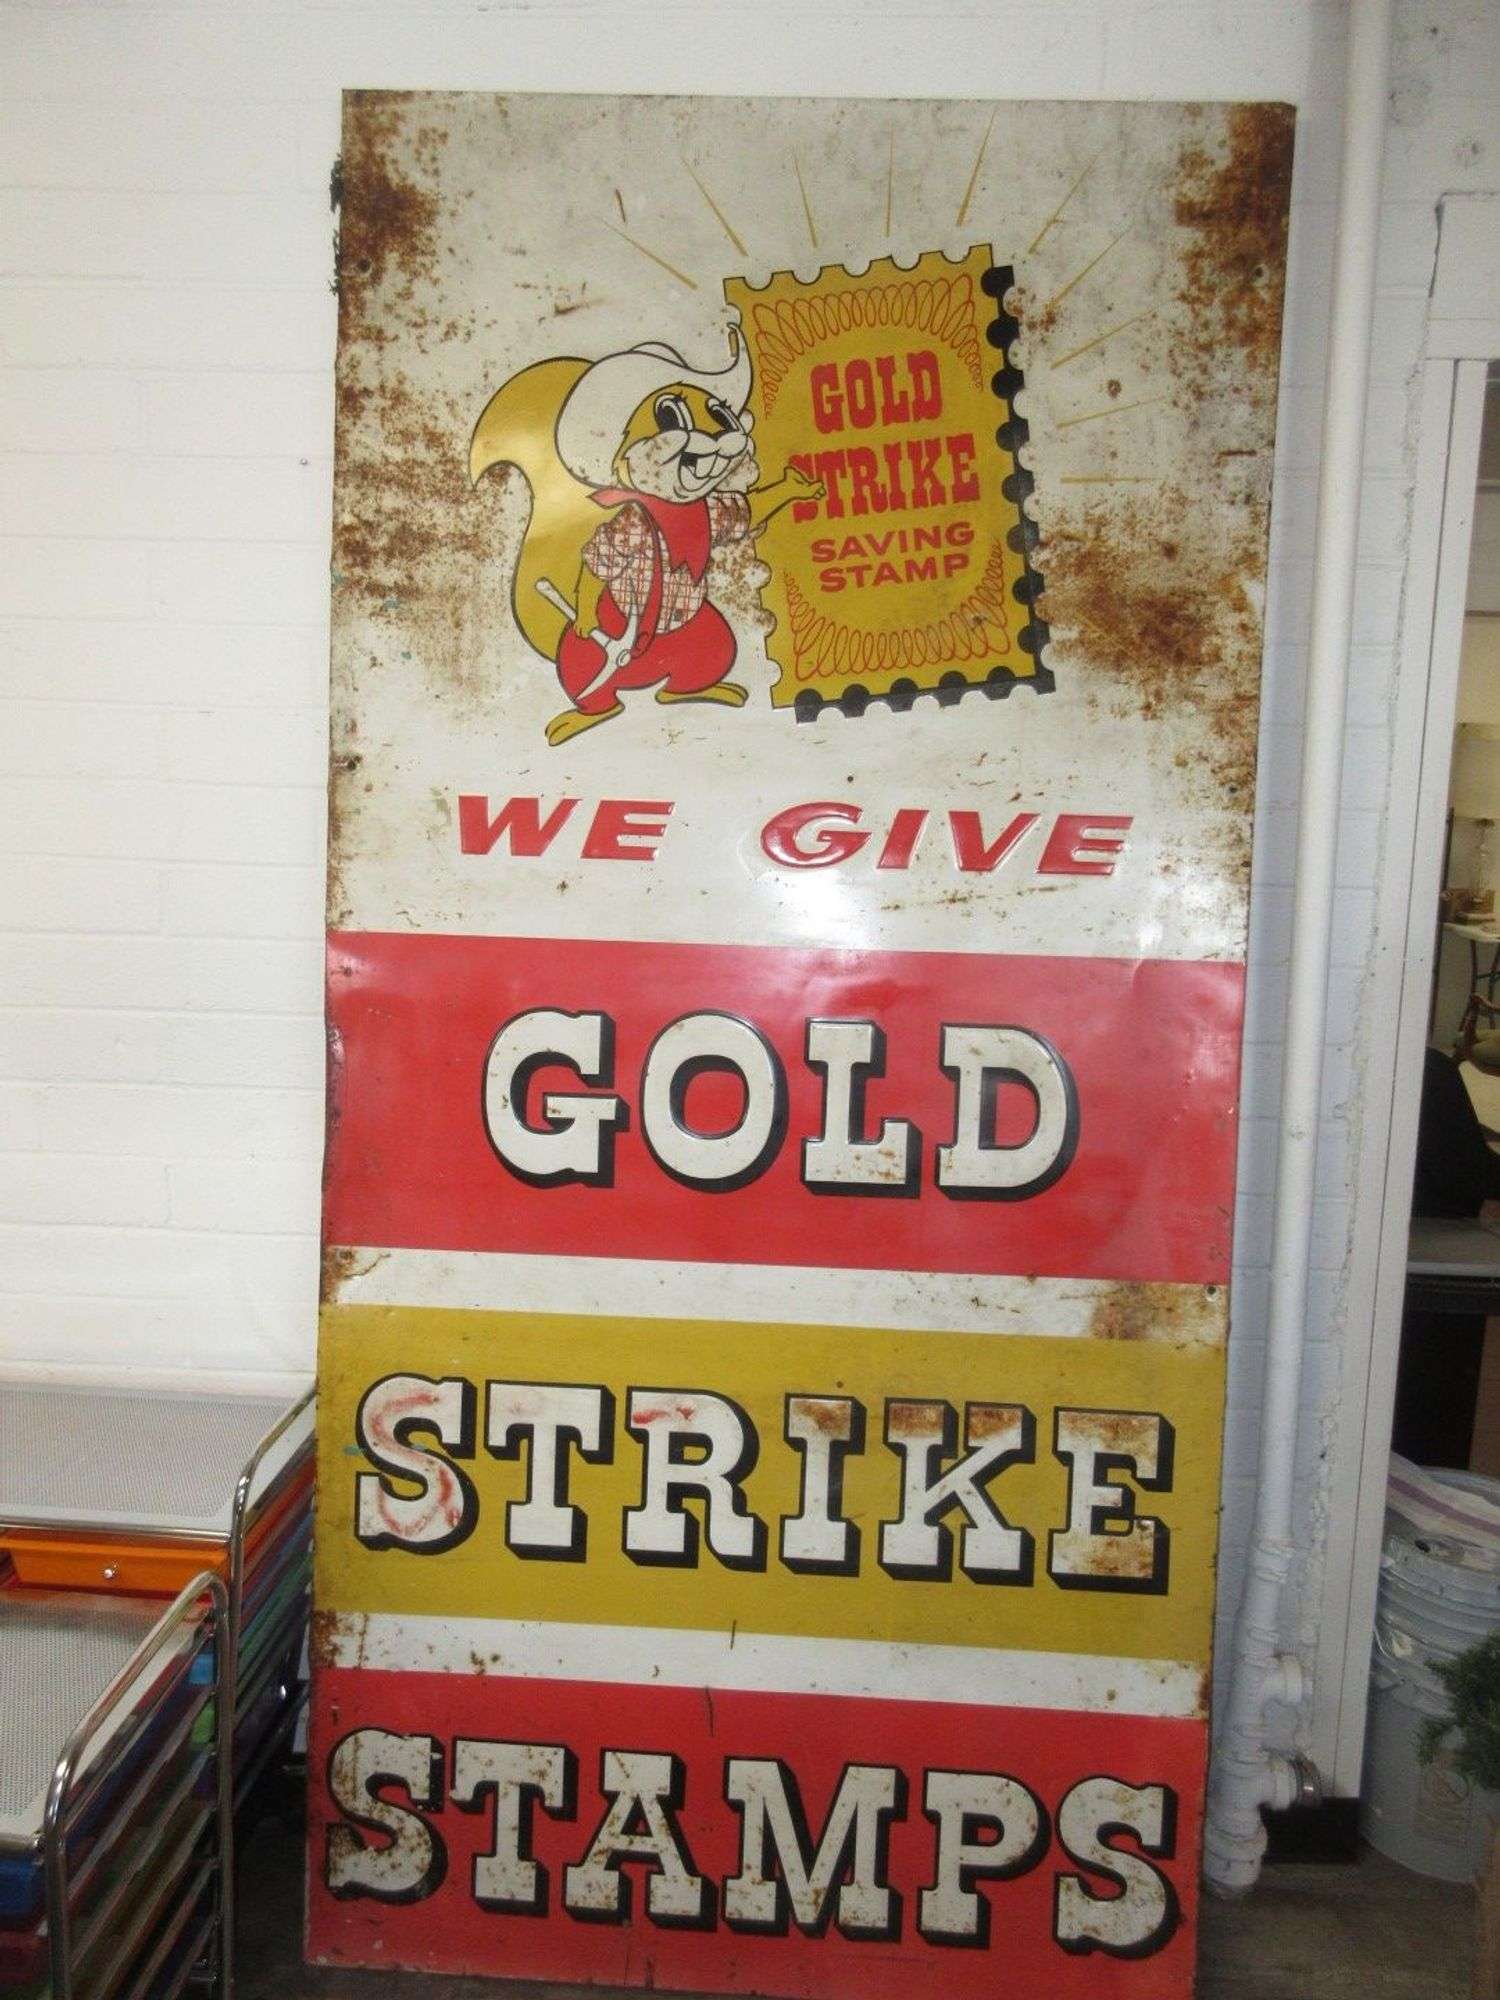 GOLD
STRIKE
SAVING
STAMP
WE GIVE
GOLD
STRIKE
STAMPS